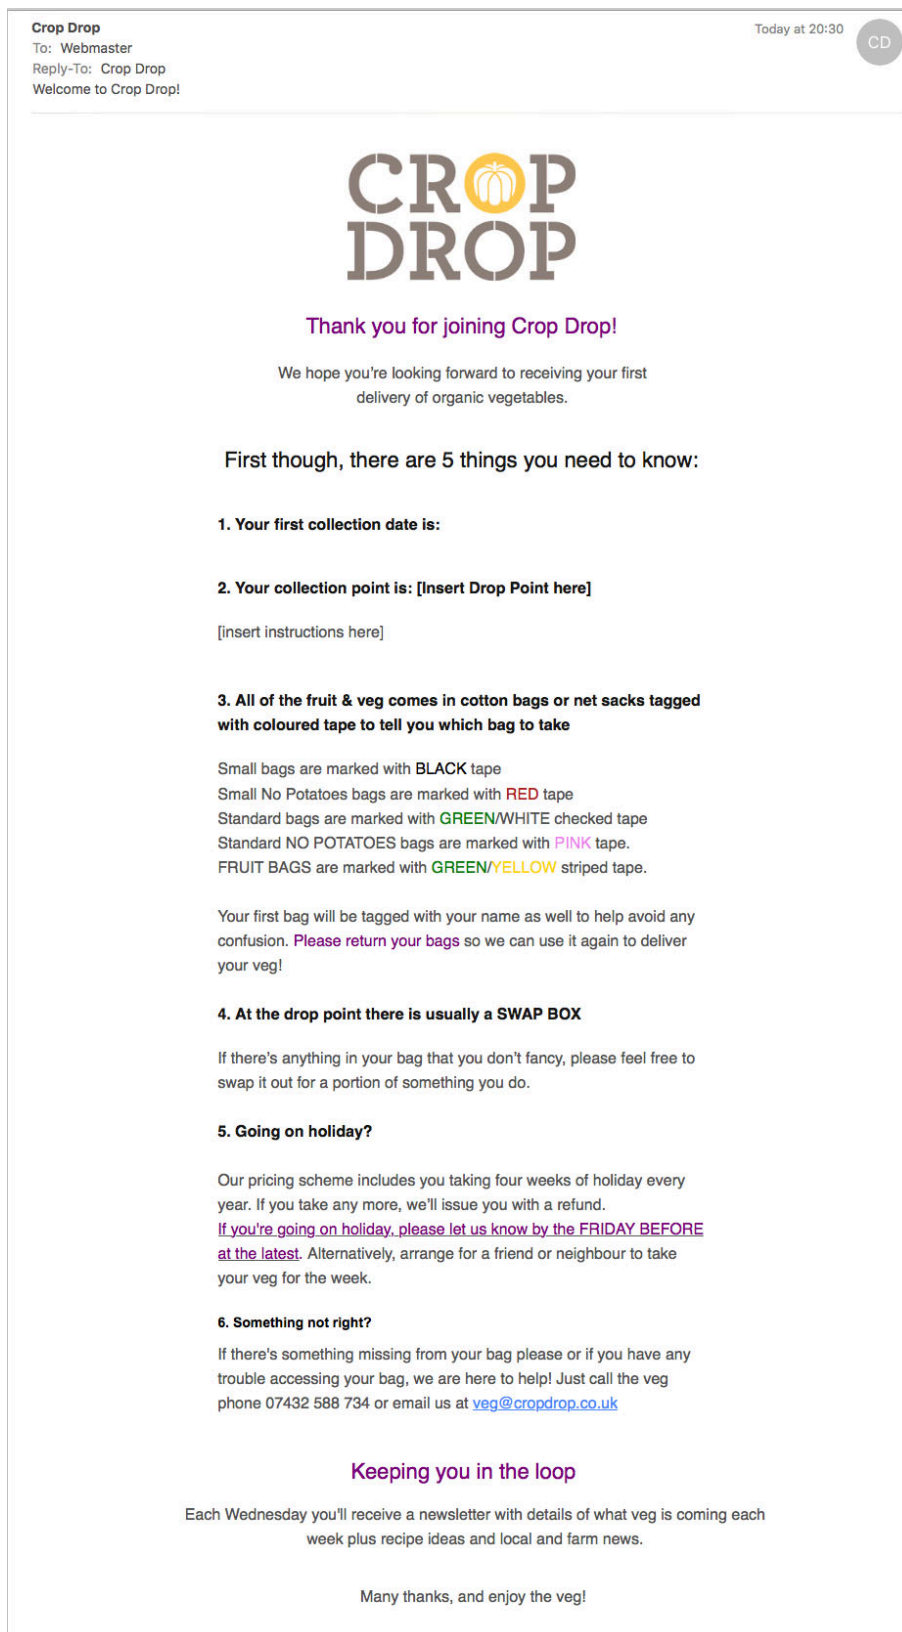 Crop Drop
Today at 20:30
CD
To: Webmaster
Reply-To: Crop Drop
Welcome to Crop Drop!
CROP
DROP
Thank you for joining Crop Drop!
We hope you're looking forward to receiving your first
delivery of organic vegetables.
First though, there are 5 things you need to know:
1. Your first collection date is:
2. Your collection point is: [Insert Drop Point here]
[insert instructions here]
3. All of the fruit & veg comes in cotton bags or net sacks tagged
with coloured tape to tell you which bag to take
Small bags are marked with BLACK tape
Small No Potatoes bags are marked with RED tape
Standard bags are marked with GREEN/WHITE checked tape
Standard NO POTATOES bags are marked with PINK tape.
FRUIT BAGS are marked with GREEN/YELLOW striped tape.
Your first bag will be tagged with your name as well to help avoid any
confusion. Please return your bags so we can use it again to deliver
your veg!
4. At the drop point there is usually a SWAP BOX
If there's anything in your bag that you don't fancy, please feel free to
swap it out for a portion of something you do.
5. Going on holiday?
Our pricing scheme includes you taking four weeks of holiday every
year. If you take any more, we'll issue you with a refund.
If you're going on holiday, please let us know by the FRIDAY BEFORE
at the latest. Alternatively, arrange for a friend or neighbour to take
your veg for the week.
6. Something not right?
If there's something missing from your bag please or if you have any
trouble accessing your bag, we are here to help! Just call the veg
phone 07432 588 734 or email us at veg@cropdrop.co.uk
Keeping you in the loop
Each Wednesday you'll receive a newsletter with details of what veg is coming each
week plus recipe ideas and local and farm news.
Many thanks, and enjoy the veg!